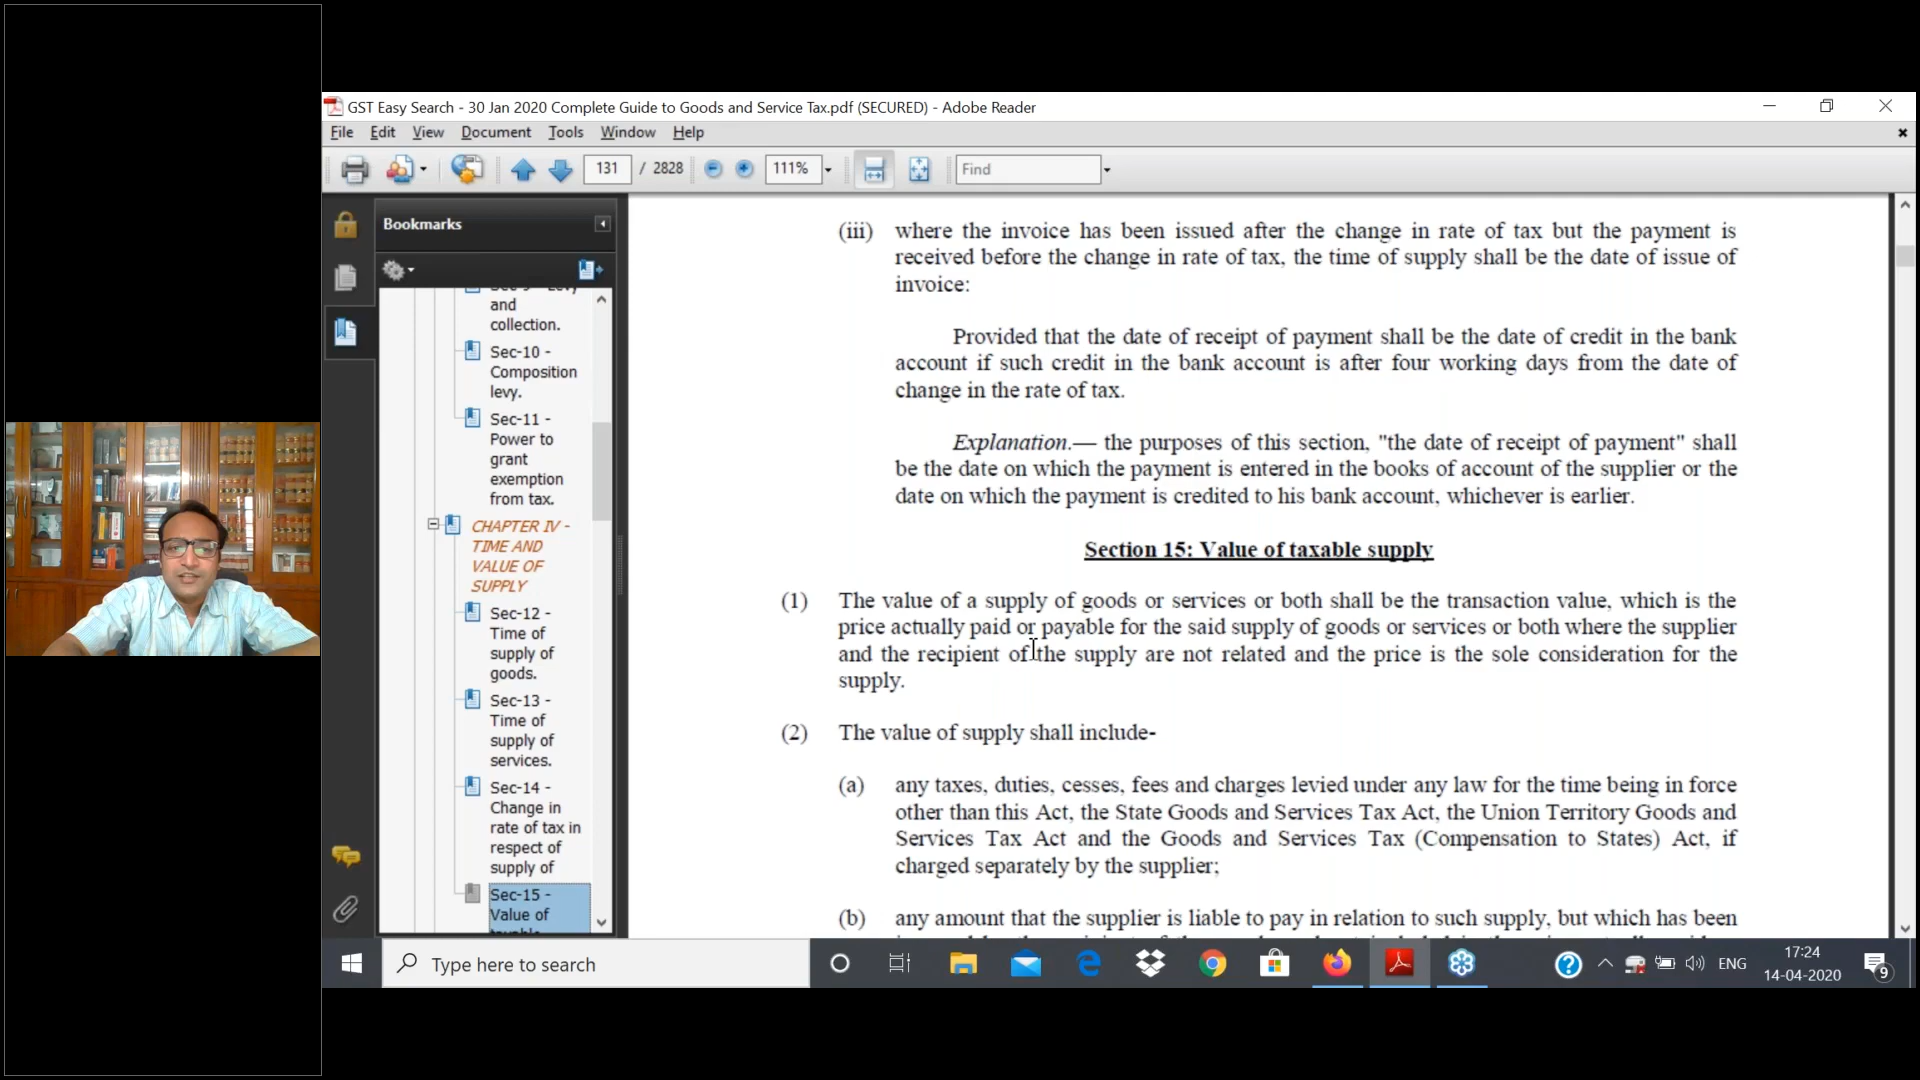 GST Easy Search - 30 Jan 2020 Complete Guide to Goods and Service Tax.pdf (SECURED) - Adobe Reader
File Edit View Document Tools Window Help
131 / 2828 111% Find
Bookmarks
Sec-9 - Levy
and
collection.
Sec-10 -
Composition
levy.
Sec-11 -
Power to
grant
exemption
from tax.
CHAPTER IV -
TIME AND
VALUE OF
SUPPLY
Sec-12 -
Time of
supply of
goods.
Sec-13 -
Time of
supply of
services.
Sec-14 -
Change in
rate of tax in
respect of
supply of
Sec-15 -
Value of
taxable
(iii) where the invoice has been issued after the change in rate of tax but the payment is
received before the change in rate of tax, the time of supply shall be the date of issue of
invoice:
Provided that the date of receipt of payment shall be the date of credit in the bank
account if such credit in the bank account is after four working days from the date of
change in the rate of tax.
Explanation.— the purposes of this section, "the date of receipt of payment" shall
be the date on which the payment is entered in the books of account of the supplier or the
date on which the payment is credited to his bank account, whichever is earlier.
Section 15: Value of taxable supply
(1) The value of a supply of goods or services or both shall be the transaction value, which is the
price actually paid or payable for the said supply of goods or services or both where the supplier
and the recipient of the supply are not related and the price is the sole consideration for the
supply.
(2) The value of supply shall include-
(a) any taxes, duties, cesses, fees and charges levied under any law for the time being in force
other than this Act, the State Goods and Services Tax Act, the Union Territory Goods and
Services Tax Act and the Goods and Services Tax (Compensation to States) Act, if
charged separately by the supplier;
(b) any amount that the supplier is liable to pay in relation to such supply, but which has been
Type here to search
ENG
17:24
14-04-2020
9